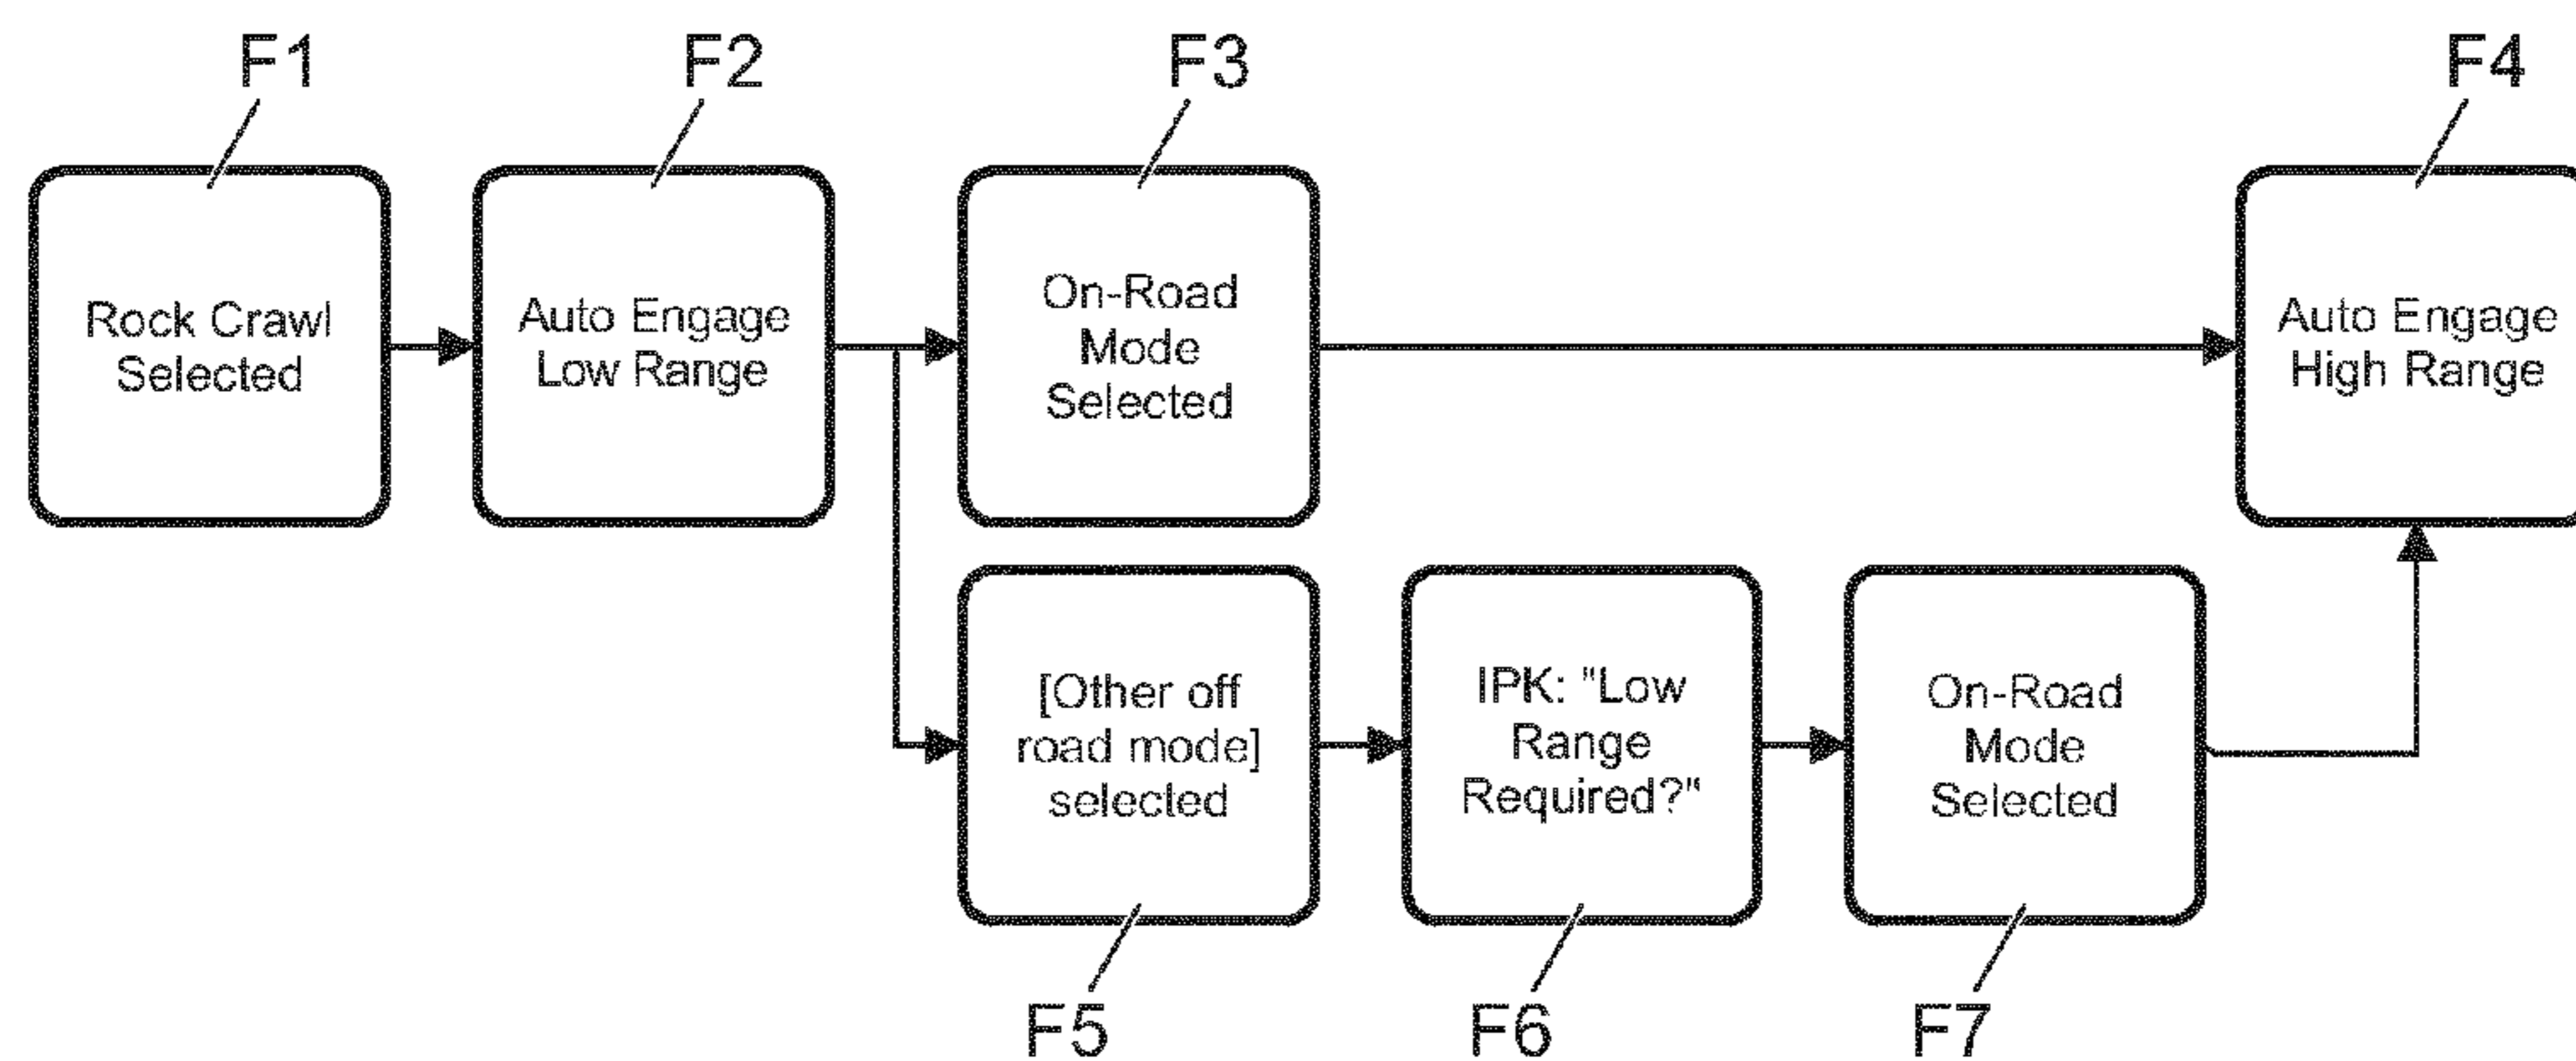 F1
F2
F3
F4
Rock Crawl
Selected
Auto Engage
Low Range
On-Road
Mode
Selected
Auto Engage
High Range
[Other off
road mode]
selected
IPK: "Low
Range
Required?"
On-Road
Mode
Selected
F5
F6
F7